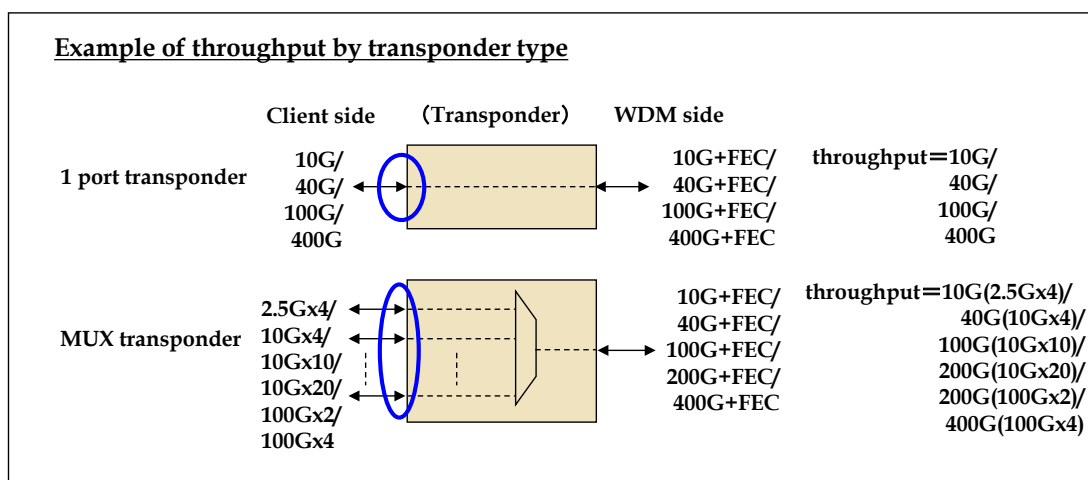 Example of throughput by transponder type
Client side
（Transponder）
WDM side
1 port transponder
10G/
40G/
100G/
400G
10G+FEC/
40G+FEC/
100G+FEC/
400G+FEC
throughput＝10G/
40G/
100G/
400G
MUX transponder
2.5Gx4/
10Gx4/
10Gx10/
10Gx20/
100Gx2/
100Gx4
10G+FEC/
40G+FEC/
100G+FEC/
200G+FEC/
400G+FEC
throughput＝10G(2.5Gx4)/
40G(10Gx4)/
100G(10Gx10)/
200G(10Gx20)/
200G(100Gx2)/
400G(100Gx4)